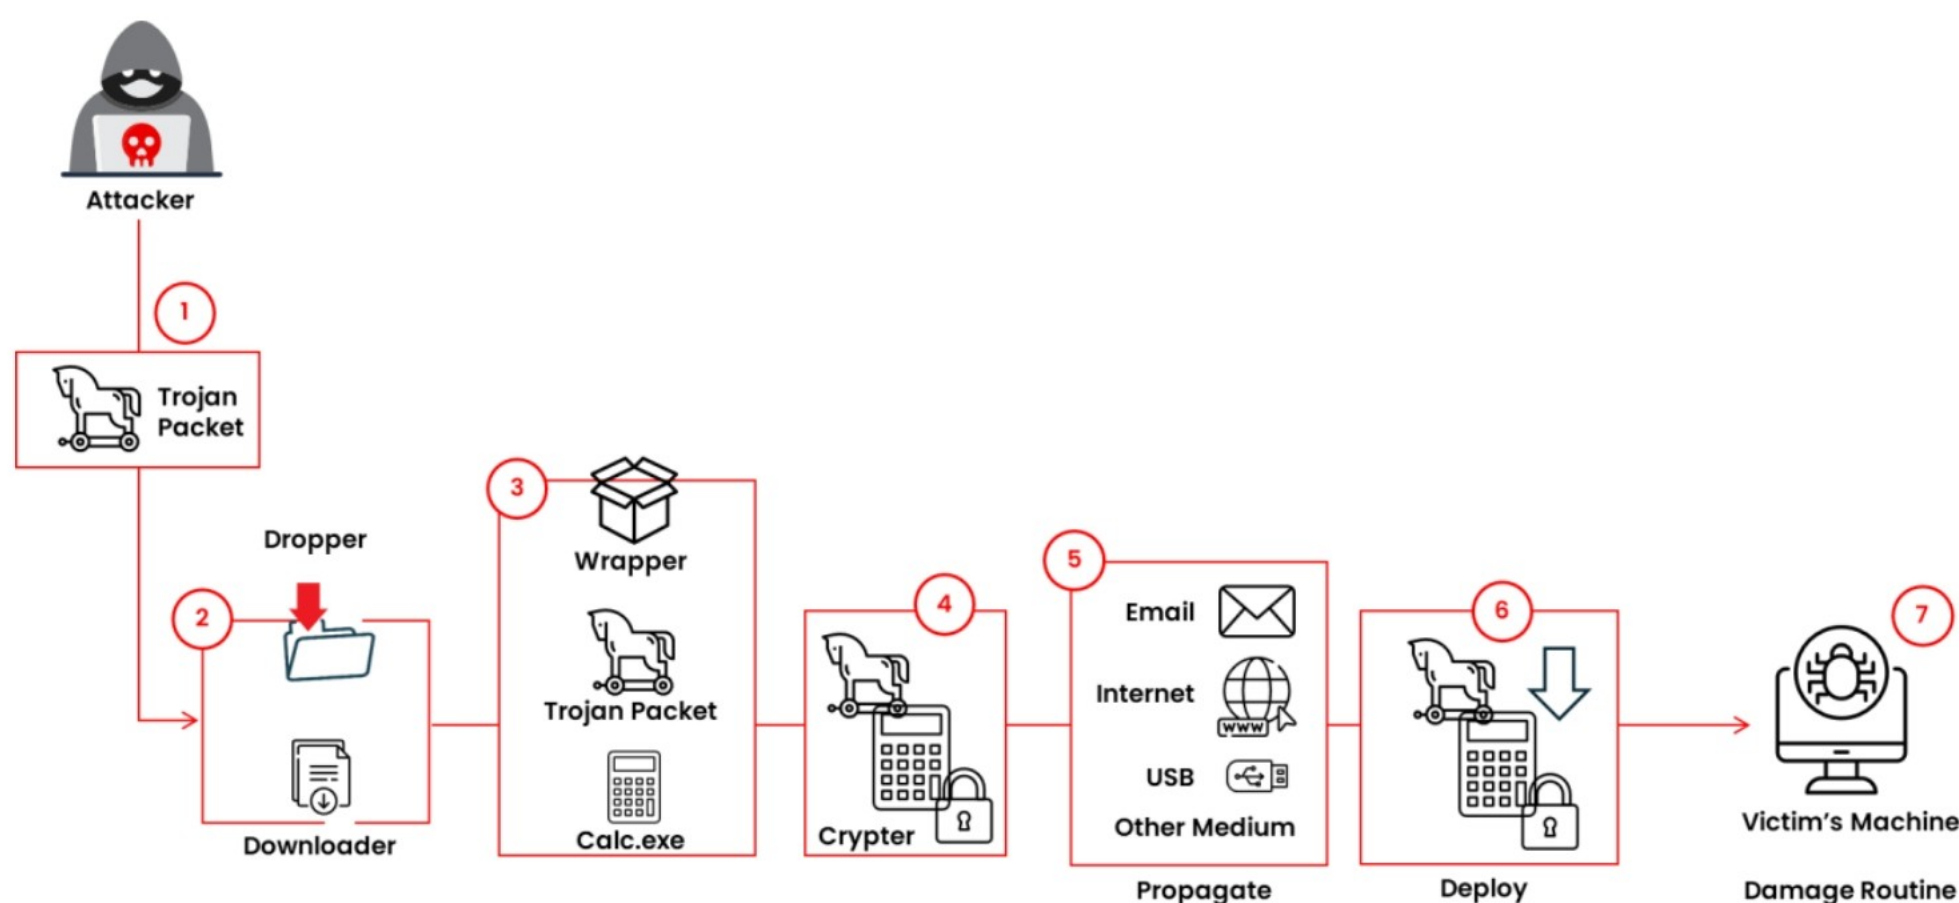 Attacker
1
Trojan
Packet
Dropper
2
Downloader
3
Wrapper
Trojan Packet
Calc.exe
4
Crypter
5
Email
Internet
www
USB
Other Medium
Propagate
6
Deploy
7
Victim's Machine
Damage Routine